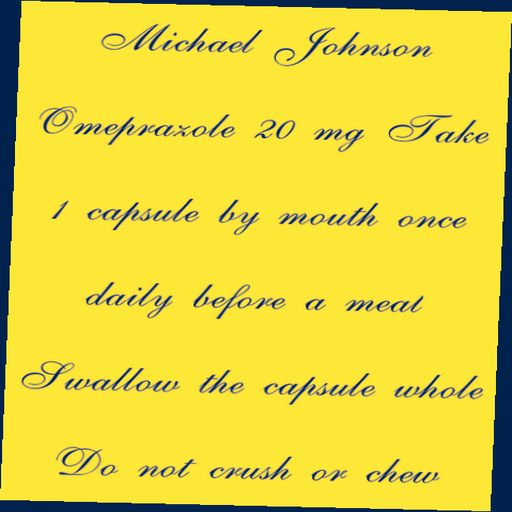 Michael Johnson
Omeprazole 20 mg Take
1 capsule by mouth once
daily before a meal
Swallow the capsule whole
Do not crush or chew